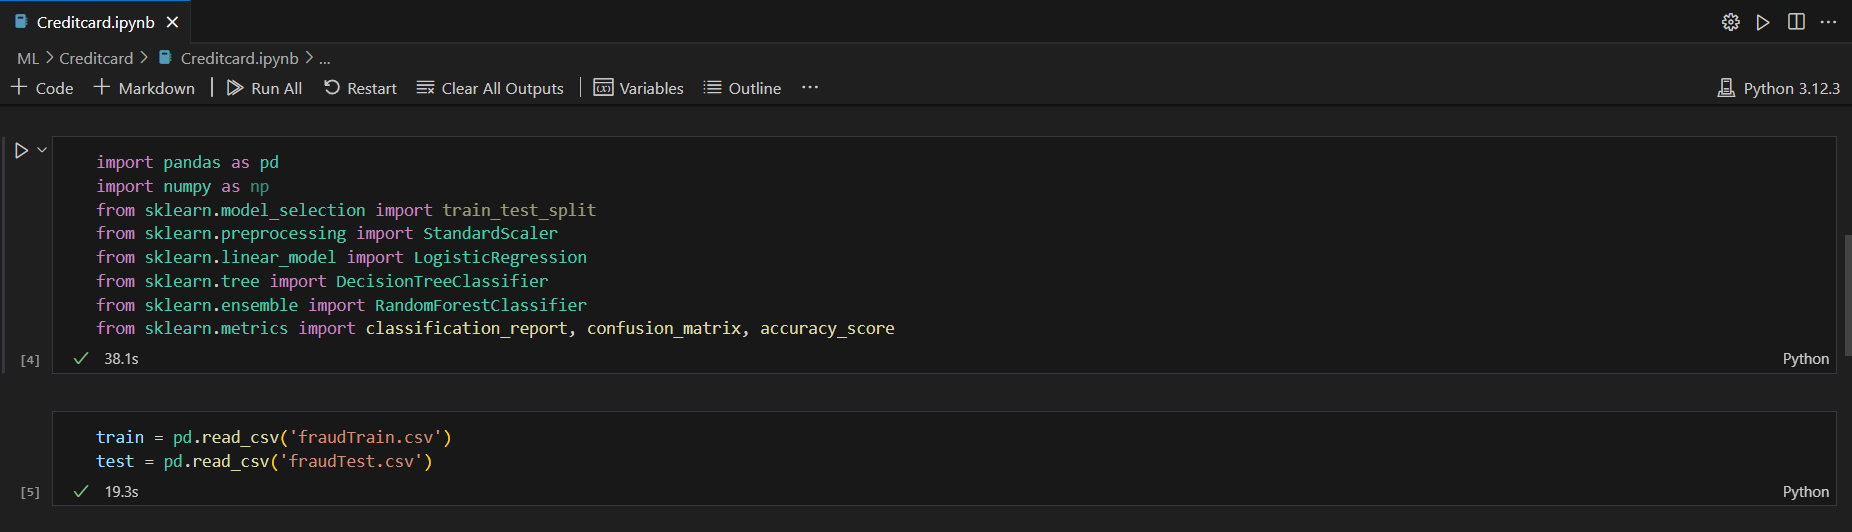 Creditcard.ipynb
ML > Creditcard > Creditcard.ipynb > ...
+ Code + Markdown | Run All Restart Clear All Outputs | Variables Outline ... Python 3.12.3
import pandas as pd
import numpy as np
from sklearn.model_selection import train_test_split
from sklearn.preprocessing import StandardScaler
from sklearn.linear_model import LogisticRegression
from sklearn.tree import DecisionTreeClassifier
from sklearn.ensemble import RandomForestClassifier
from sklearn.metrics import classification_report, confusion_matrix, accuracy_score
[4] 38.1s Python
train = pd.read_csv('fraudTrain.csv')
test = pd.read_csv('fraudTest.csv')
[5] 19.3s Python